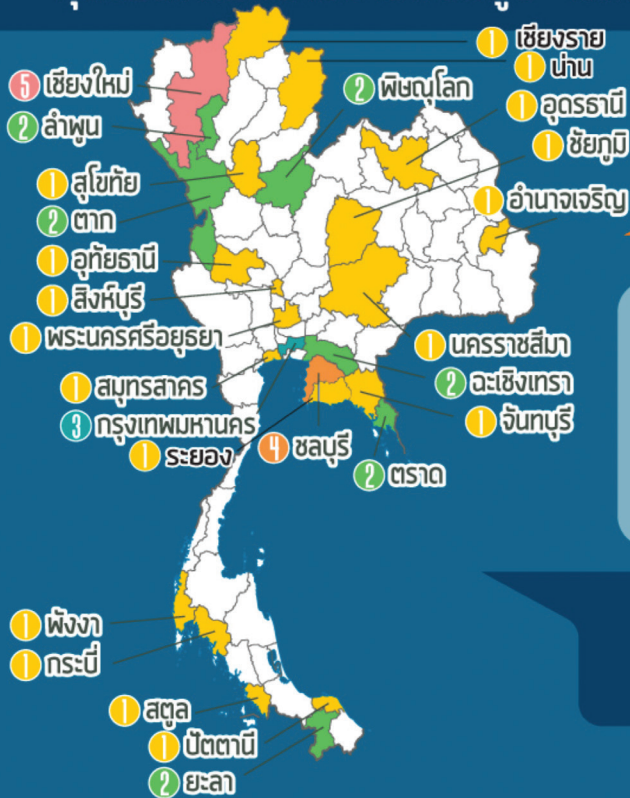 1 เชียงราย
1 น่าน
5 เชียงใหม่
2 พิษณุโลก
1 อุดรธานี
2 ลำพูน
1 ชัยภูมิ
1 สุโขทัย
1 อำนาจเจริญ
2 ตาก
1 อุทัยธานี
1 สิงห์บุรี
1 พระนครศรีอยุธยา
1 นครราชสีมา
1 สมุทรสาคร
2 ฉะเชิงเทรา
3 กรุงเทพมหานคร
1 จันทบุรี
1 ระยอง
4 ชลบุรี
2 ตราด
1 พังงา
1 กระบี่
1 สตูล
1 ปัตตานี
2 ยะลา